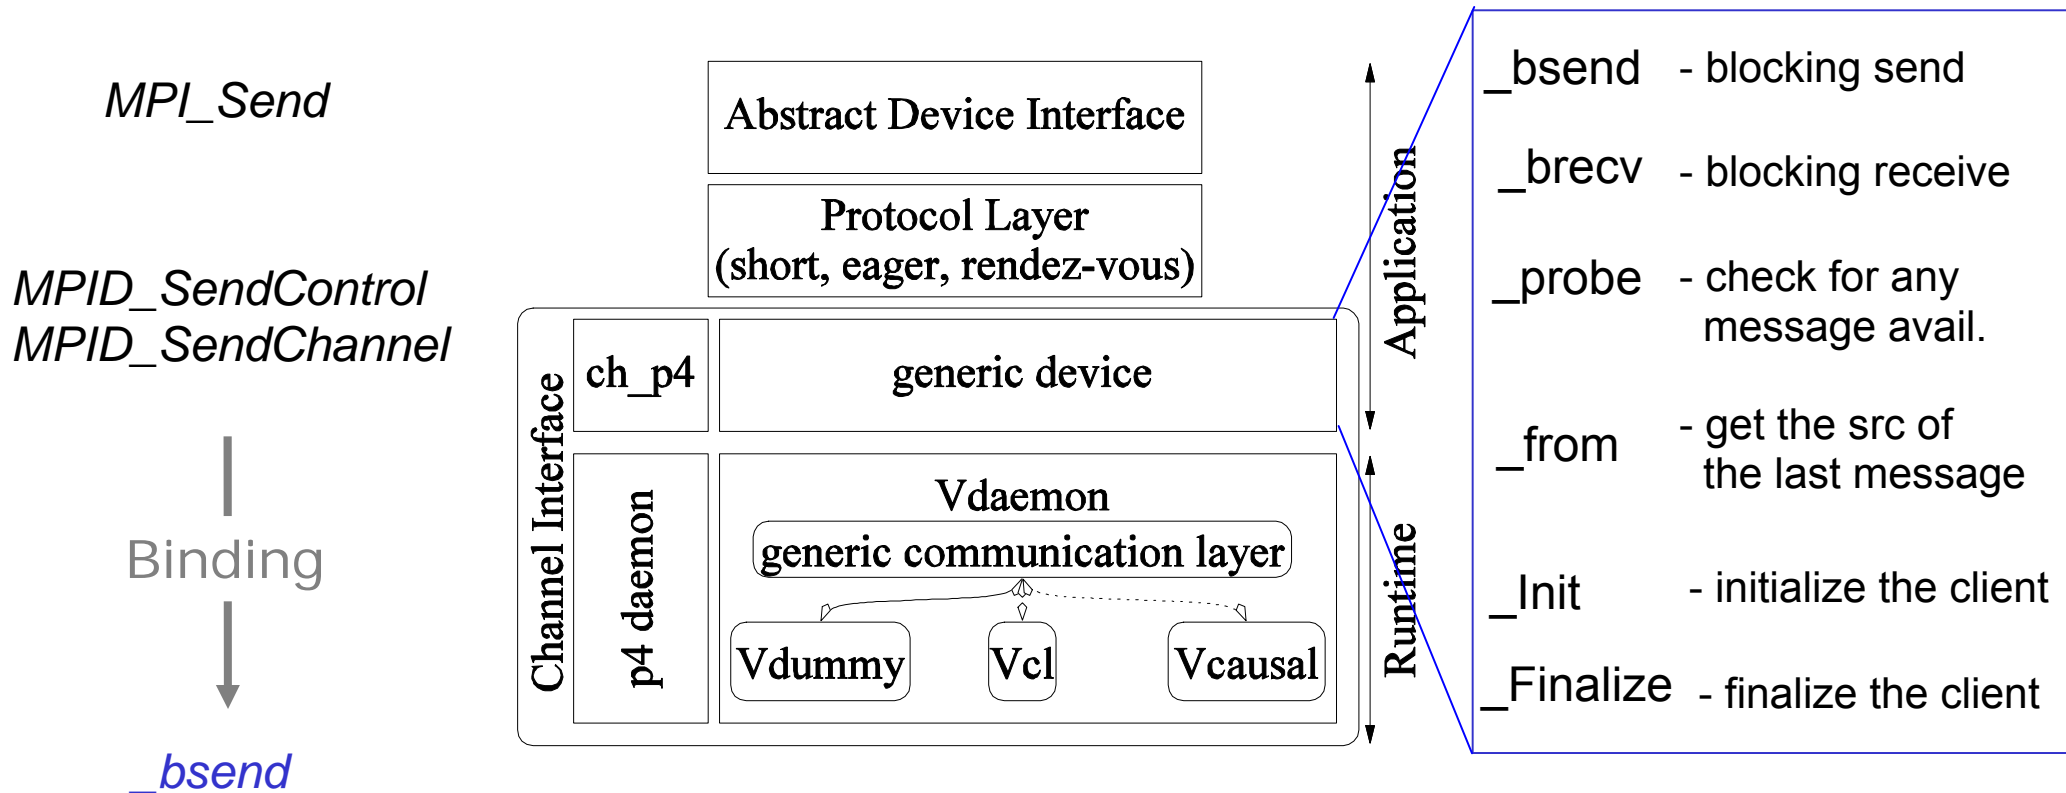 MPI_Send
MPID_SendControl
MPID_SendChannel
Binding
_bsend
Abstract Device Interface
Protocol Layer
(short, eager, rendez-vous)
Channel Interface
ch_p4
generic device
p4 daemon
Vdaemon
generic communication layer
Vdummy
Vcl
Vcausal
Application
Runtime
_bsend - blocking send
_brecv - blocking receive
_probe - check for any
message avail.
_from - get the src of
the last message
_Init - initialize the client
_Finalize - finalize the client